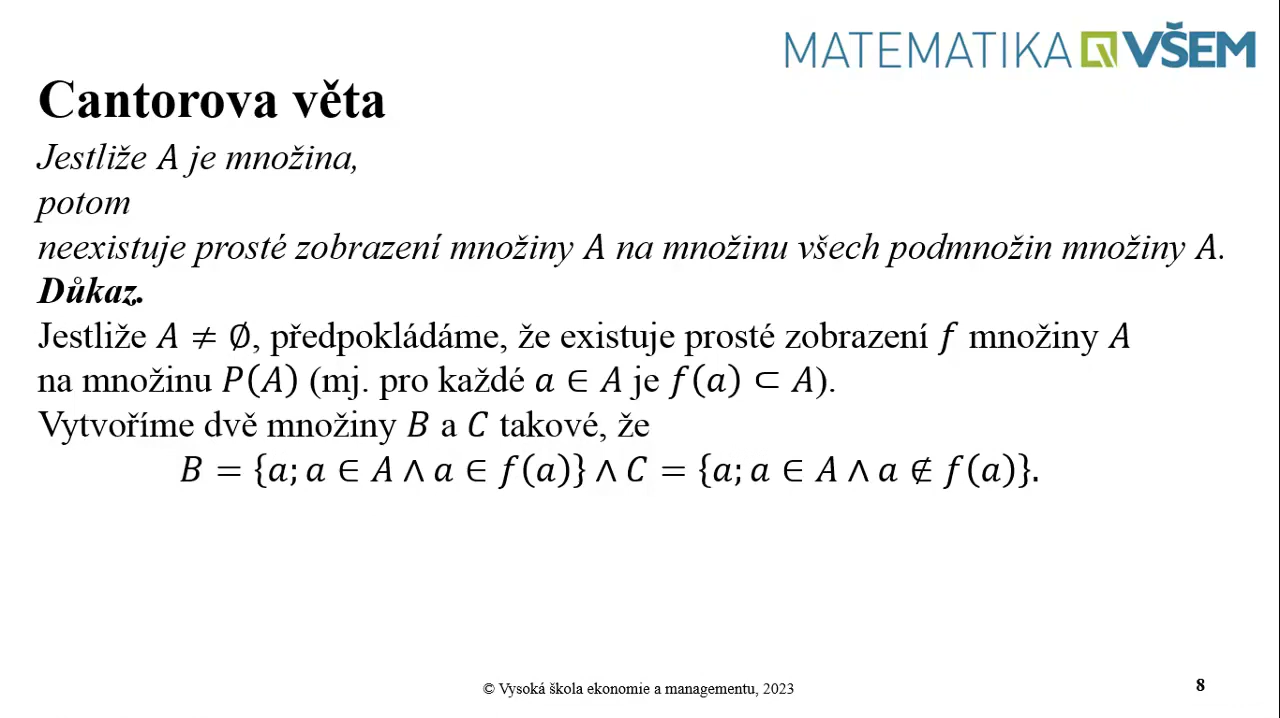 MATEMATIKA VŠEM
Cantorova věta
Jestliže A je množina,
potom
neexistuje prosté zobrazení množiny A na množinu všech podmnožin množiny A.
Důkaz.
Jestliže A ≠ ∅, předpokládáme, že existuje prosté zobrazení f množiny A
na množinu P(A) (mj. pro každé a ∈ A je f(a) ⊂ A).
Vytvoříme dvě množiny B a C takové, že
B = {a; a ∈ A ∧ a ∈ f(a)} ∧ C = {a; a ∈ A ∧ a ∉ f(a)}.
© Vysoká škola ekonomie a managementu, 2023
8